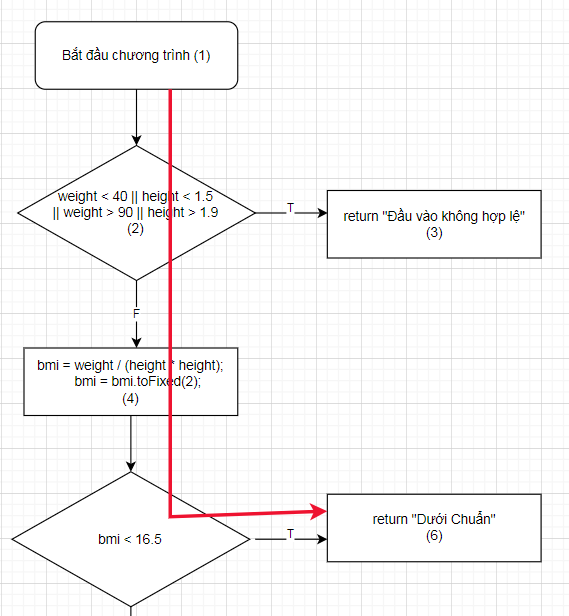 Bắt đầu chương trình (1)
weight < 40 || height < 1.5
|| weight > 90 || height > 1.9
(2)
T
return "Đầu vào không hợp lệ"
(3)
F
bmi = weight / (height * height);
bmi = bmi.toFixed(2);
(4)
bmi < 16.5
T
return "Dưới Chuẩn"
(6)